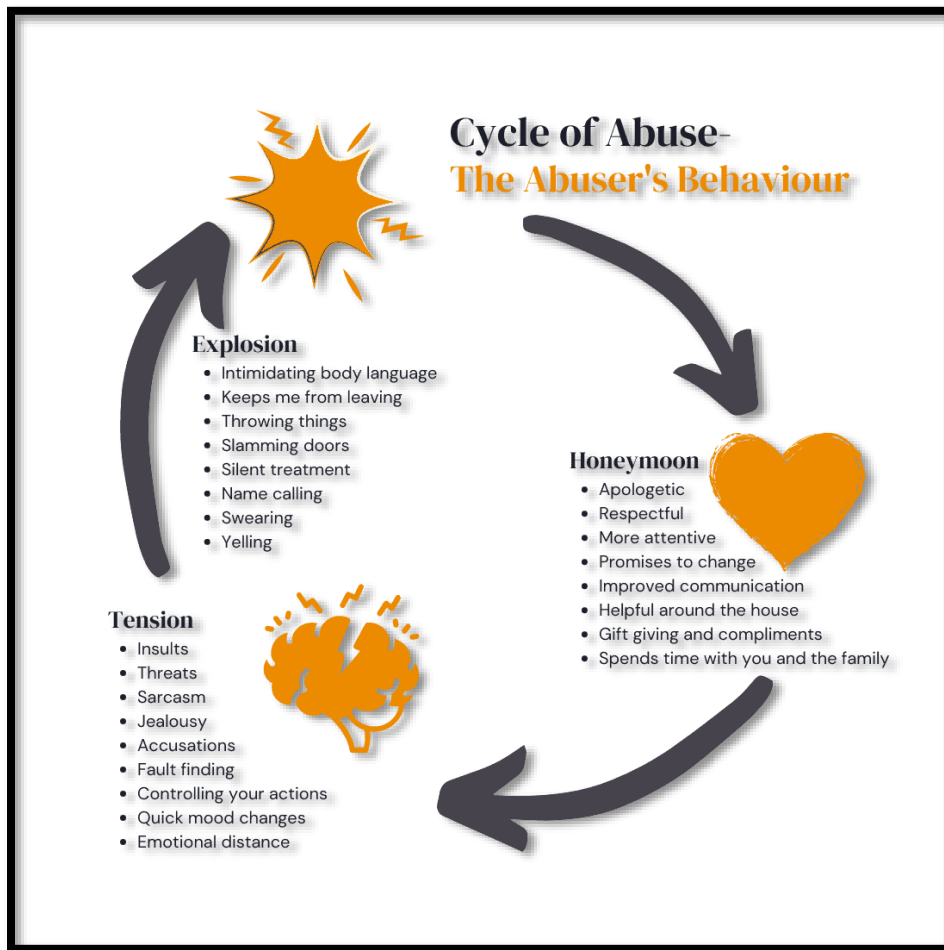 Cycle of Abuse-
The Abuser's Behaviour
Explosion
• Intimidating body language
• Keeps me from leaving
• Throwing things
• Slamming doors
• Silent treatment
• Name calling
• Swearing
• Yelling
Honeymoon
• Apologetic
• Respectful
• More attentive
• Promises to change
• Improved communication
• Helpful around the house
• Gift giving and compliments
• Spends time with you and the family
Tension
• Insults
• Threats
• Sarcasm
• Jealousy
• Accusations
• Fault finding
• Controlling your actions
• Quick mood changes
• Emotional distance